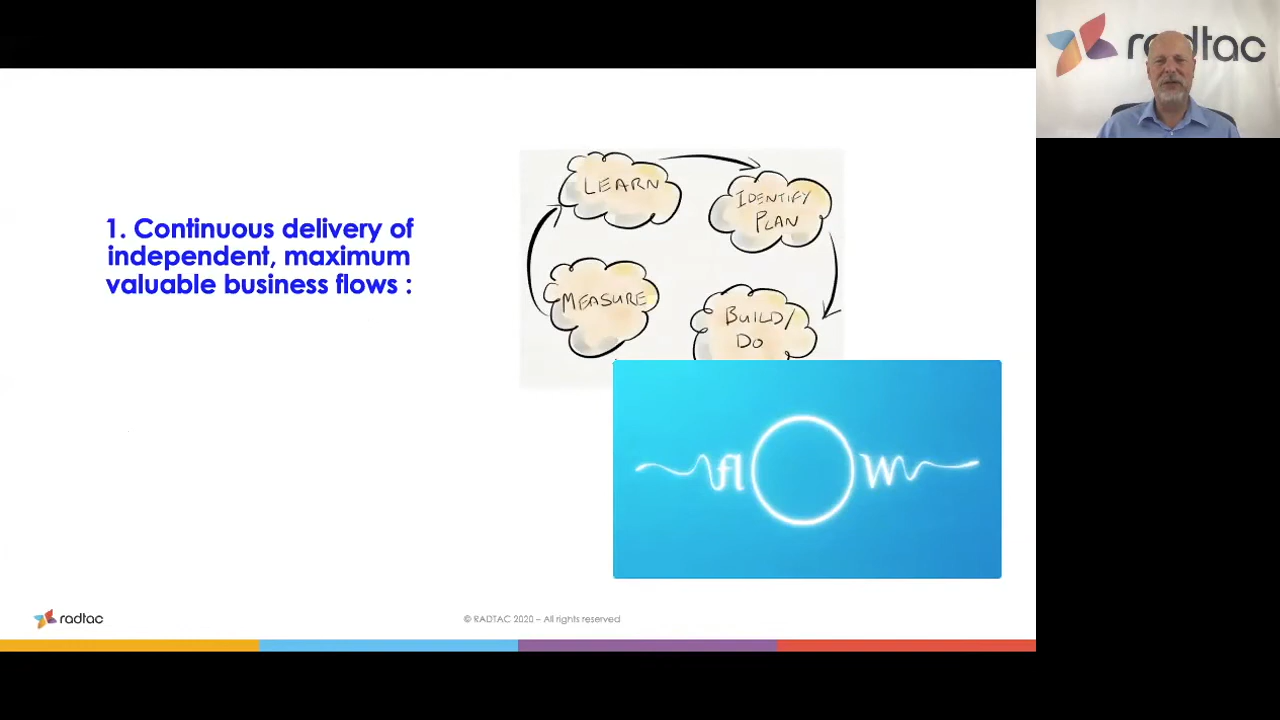 radtac
1. Continuous delivery of
independent, maximum
valuable business flows :
LEARN
IDENTIFY
PLAN
MEASURE
BUILD/
DO
flow
radtac
© RADTAC 2020 – All rights reserved